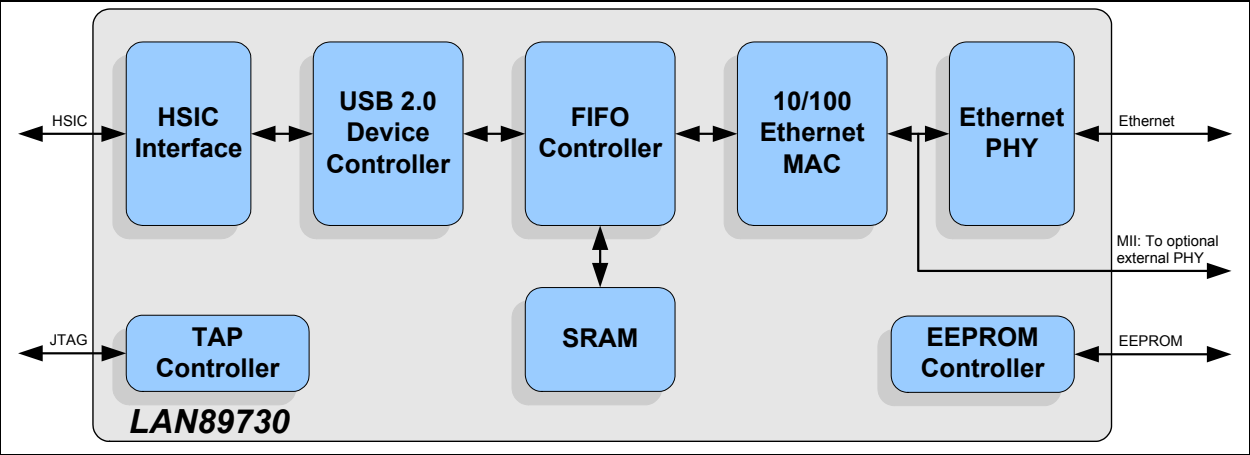 HSIC
HSIC
Interface
USB 2.0
Device
Controller
FIFO
Controller
10/100
Ethernet
MAC
Ethernet
PHY
Ethernet
MII: To optional
external PHY
JTAG
TAP
Controller
SRAM
EEPROM
Controller
EEPROM
LAN89730